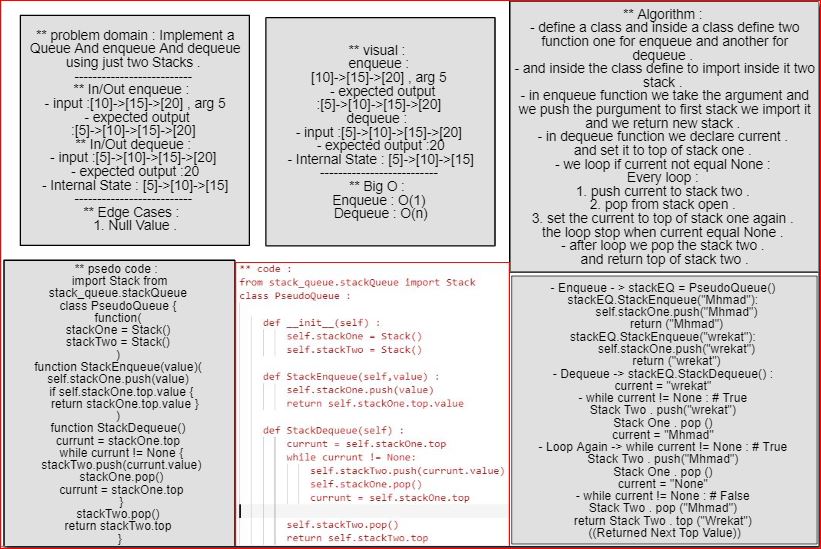 ** problem domain : Implement a
Queue And enqueue And dequeue
using just two Stacks .
--------------------------
** In/Out enqueue :
- input :[10]->[15]->[20] , arg 5
- expected output
:[5]->[10]->[15]->[20]
** In/Out dequeue :
- input :[5]->[10]->[15]->[20]
- expected output :20
- Internal State : [5]->[10]->[15]
--------------------------
** Edge Cases :
1. Null Value .
** visual :
enqueue :
[10]->[15]->[20] , arg 5
- expected output
:[5]->[10]->[15]->[20]
dequeue :
- input :[5]->[10]->[15]->[20]
- expected output :20
- Internal State : [5]->[10]->[15]
--------------------------
** Big O :
Enqueue : O(1)
Dequeue : O(n)
** Algorithm :
- define a class and inside a class define two
function one for enqueue and another for
dequeue .
- and inside the class define to import inside it two
stack .
- in enqueue function we take the argument and
we push the purgument to first stack we import it
and we return new stack .
- in dequeue function we declare current .
and set it to top of stack one .
- we loop if current not equal None :
Every loop :
1. push current to stack two .
2. pop from stack open .
3. set the current to top of stack one again .
the loop stop when current equal None .
- after loop we pop the stack two .
and return top of stack two .
** psedo code :
import Stack from
stack_queue.stackQueue
class PseudoQueue {
function(
stackOne = Stack()
stackTwo = Stack()
)
function StackEnqueue(value)(
self.stackOne.push(value)
if self.stackOne.top.value {
return stackOne.top.value }
)
function StackDequeue()
currunt = stackOne.top
while currunt != None {
stackTwo.push(currunt.value)
stackOne.pop()
currunt = stackOne.top
}
stackTwo.pop()
return stackTwo.top
}
** code :
from stack_queue.stackQueue import Stack
class PseudoQueue :
def __init__(self) :
self.stackOne = Stack()
self.stackTwo = Stack()
def StackEnqueue(self,value) :
self.stackOne.push(value)
return self.stackOne.top.value
def StackDequeue(self) :
currunt = self.stackOne.top
while currunt != None:
self.stackTwo.push(currunt.value)
self.stackOne.pop()
currunt = self.stackOne.top
self.stackTwo.pop()
return self.stackTwo.top
- Enqueue - > stackEQ = PseudoQueue()
stackEQ.StackEnqueue("Mhmad"):
self.stackOne.push("Mhmad")
return ("Mhmad")
stackEQ.StackEnqueue("wrekat"):
self.stackOne.push("wrekat")
return ("wrekat")
- Dequeue -> stackEQ.StackDequeue() :
current = "wrekat"
- while current != None : # True
Stack Two . push("wrekat")
Stack One . pop ()
current = "Mhmad"
- Loop Again -> while current != None : # True
Stack Two . push("Mhmad")
Stack One . pop ()
current = "None"
- while current != None : # False
Stack Two . pop ("Mhmad")
return Stack Two . top ("Wrekat")
((Returned Next Top Value))